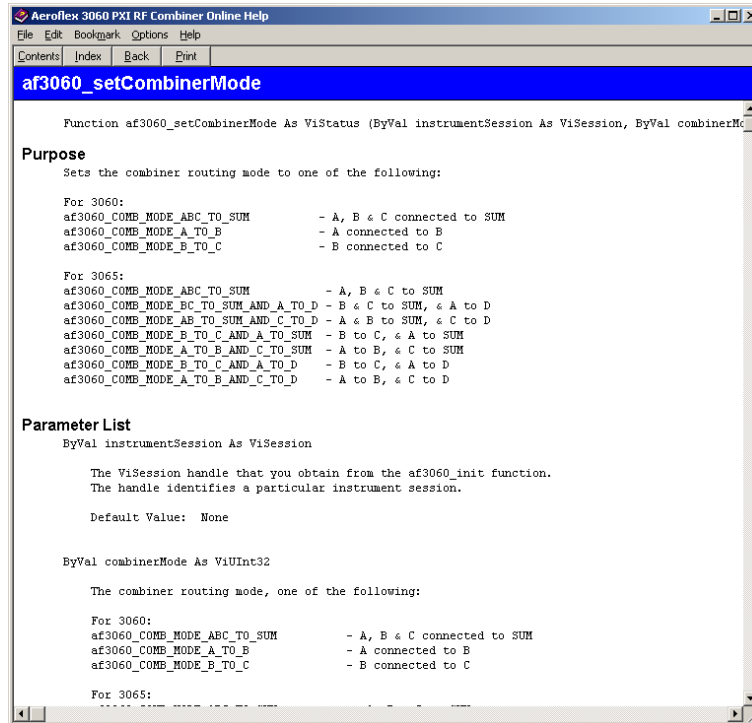 Aeroflex 3060 PXI RF Combiner Online Help
File Edit Bookmark Options Help
Contents Index Back Print
af3060_setCombinerMode
Function af3060_setCombinerMode As ViStatus (ByVal instrumentSession As ViSession, ByVal combinerMo
Purpose
Sets the combiner routing mode to one of the following:
For 3060:
af3060_COMB_MODE_ABC_TO_SUM - A, B & C connected to SUM
af3060_COMB_MODE_A_TO_B - A connected to B
af3060_COMB_MODE_B_TO_C - B connected to C
For 3065:
af3060_COMB_MODE_ABC_TO_SUM - A, B & C to SUM
af3060_COMB_MODE_BC_TO_SUM_AND_A_TO_D - B & C to SUM, & A to D
af3060_COMB_MODE_AB_TO_SUM_AND_C_TO_D - A & B to SUM, & C to D
af3060_COMB_MODE_B_TO_C_AND_A_TO_SUM - B to C, & A to SUM
af3060_COMB_MODE_A_TO_B_AND_C_TO_SUM - A to B, & C to SUM
af3060_COMB_MODE_B_TO_C_AND_A_TO_D - B to C, & A to D
af3060_COMB_MODE_A_TO_B_AND_C_TO_D - A to B, & C to D
Parameter List
ByVal instrumentSession As ViSession
The ViSession handle that you obtain from the af3060_init function.
The handle identifies a particular instrument session.
Default Value: None
ByVal combinerMode As ViUInt32
The combiner routing mode, one of the following:
For 3060:
af3060_COMB_MODE_ABC_TO_SUM - A, B & C connected to SUM
af3060_COMB_MODE_A_TO_B - A connected to B
af3060_COMB_MODE_B_TO_C - B connected to C
For 3065: